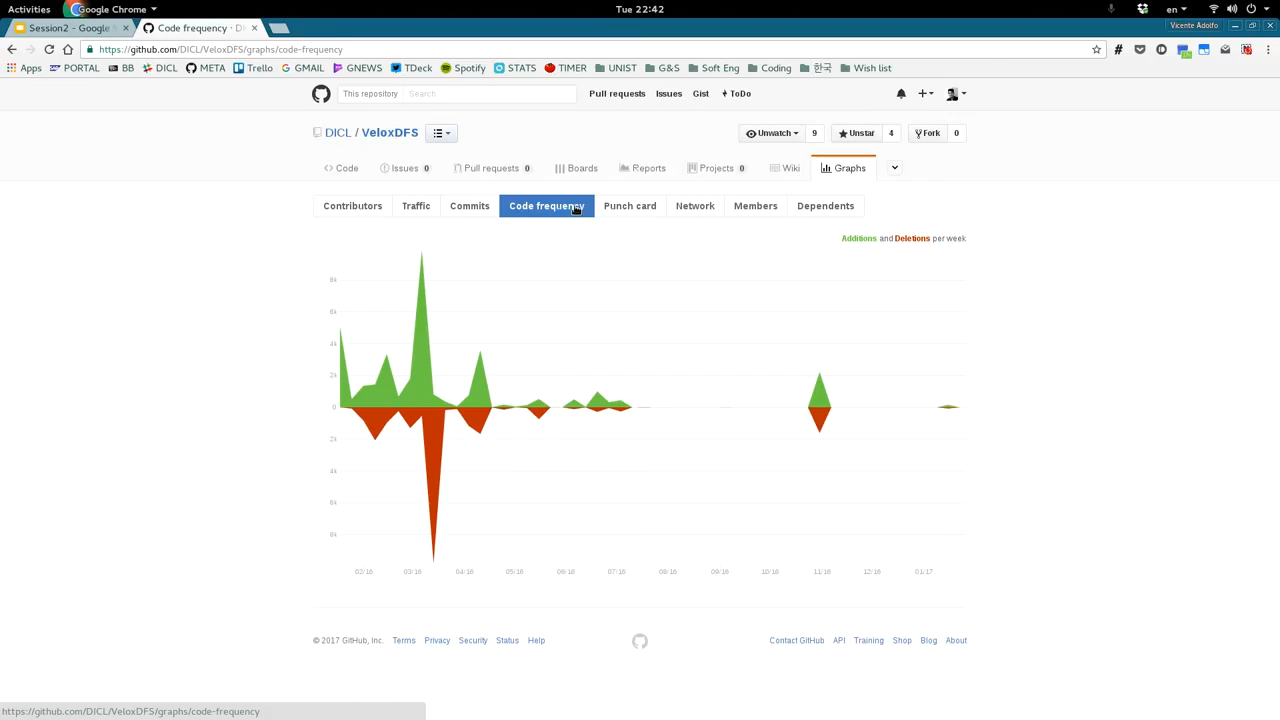 Activities Google Chrome Tue 22:42 en
Session2 - Google Code frequency · D
https://github.com/DICL/VeloxDFS/graphs/code-frequency
Apps PORTAL BB DICL META Trello GMAIL GNEWS TDeck Spotify STATS TIMER UNIST G&S Soft Eng Coding 한국 Wish list
Vicente Adolfo
This repository Search Pull requests Issues Gist ToDo
DICL / VeloxDFS Unwatch 9 Unstar 4 Fork 0
Code Issues 0 Pull requests 0 Boards Reports Projects 0 Wiki Graphs
Contributors Traffic Commits Code frequency Punch card Network Members Dependents
Additions and Deletions per week
8k
6k
4k
2k
0
2k
4k
6k
8k
02/16 03/16 04/16 05/16 06/16 07/16 08/16 09/16 10/16 11/16 12/16 01/17
© 2017 GitHub, Inc. Terms Privacy Security Status Help Contact GitHub API Training Shop Blog About
https://github.com/DICL/VeloxDFS/graphs/code-frequency